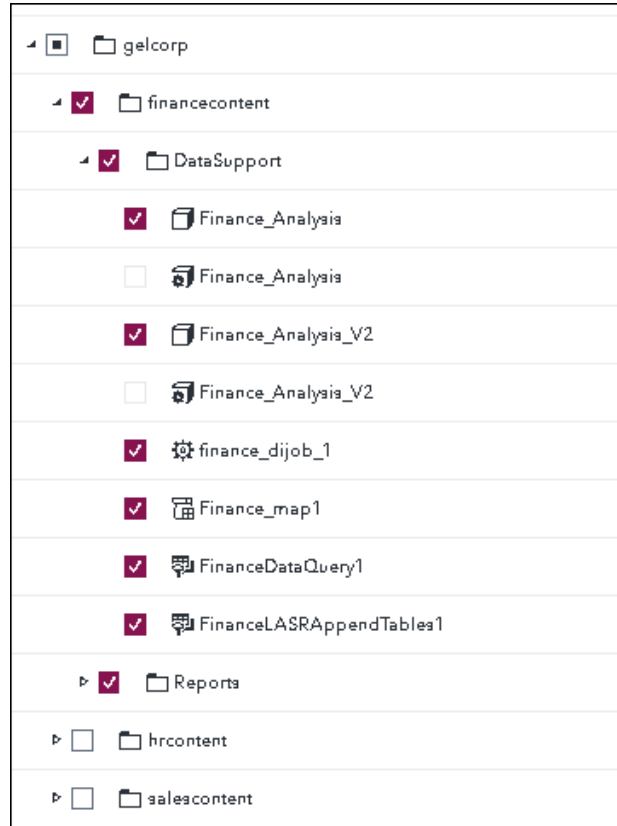 gelcorp
financecontent
DataSupport
Finance_Analysis
Finance_Analysis
Finance_Analysis_V2
Finance_Analysis_V2
finance_dijob_1
Finance_map1
FinanceDataQuery1
FinanceLASRAppendTables1
Reports
hrcontent
salescontent